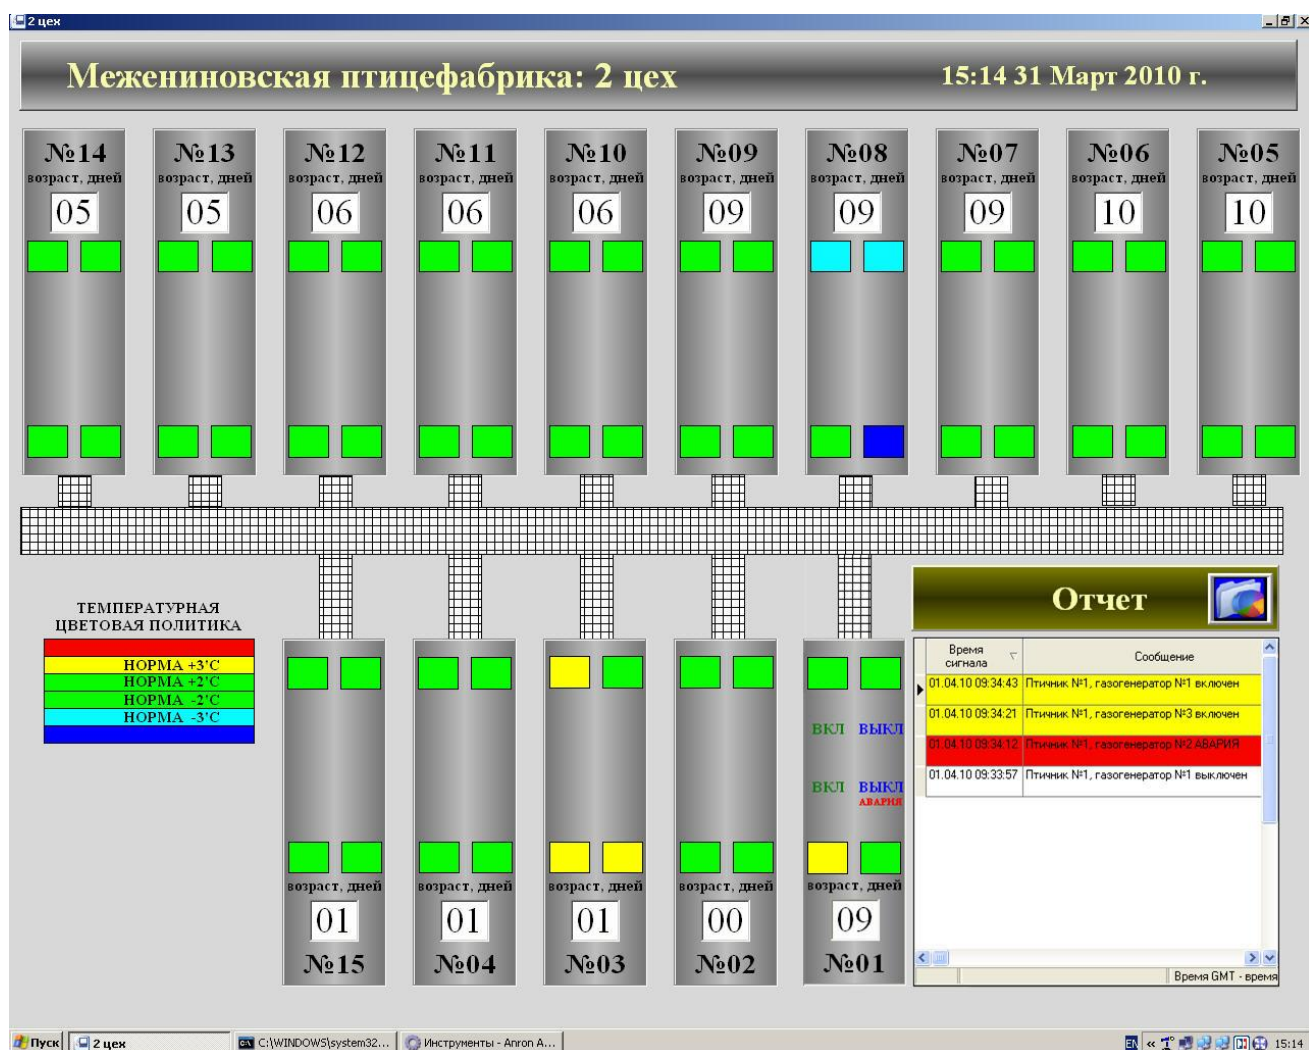 2 цех
Межениновская птицефабрика: 2 цех
15:14 31 Март 2010 г.
№14 №13 №12 №11 №10 №09 №08 №07 №06 №05
возраст, дней возраст, дней возраст, дней возраст, дней возраст, дней возраст, дней возраст, дней возраст, дней возраст, дней возраст, дней
05 05 06 06 06 09 09 09 10 10
ТЕМПЕРАТУРНАЯ
ЦВЕТОВАЯ ПОЛИТИКА
НОРМА +3'C
НОРМА +2'C
НОРМА -2'C
НОРМА -3'C
ВКЛ ВЫКЛ
ВКЛ ВЫКЛ
АВАРИЯ
возраст, дней возраст, дней возраст, дней возраст, дней возраст, дней
01 01 01 00 09
№15 №04 №03 №02 №01
Отчет
Время сигнала Сообщение
01.04.10 09:34:43 Птичник №1, газогенератор №1 включен
01.04.10 09:34:21 Птичник №1, газогенератор №3 включен
01.04.10 09:34:12 Птичник №1, газогенератор №2 АВАРИЯ
01.04.10 09:33:57 Птичник №1, газогенератор №1 выключен
Время GMT - время
Пуск 2 цех C:\WINDOWS\system32... Инструменты - Anron A... EN « 15:14